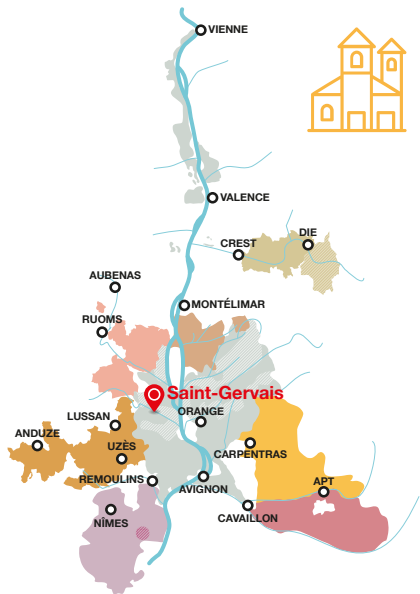 VIENNE
VALENCE
DIE
CREST
AUBENAS
MONTÉLIMAR
RUOMS
Saint-Gervais
ORANGE
LUSSAN
ANDUZE
UZÈS
CARPENTRAS
REMOULINS
AVIGNON
APT
NÎMES
CAVAILLON